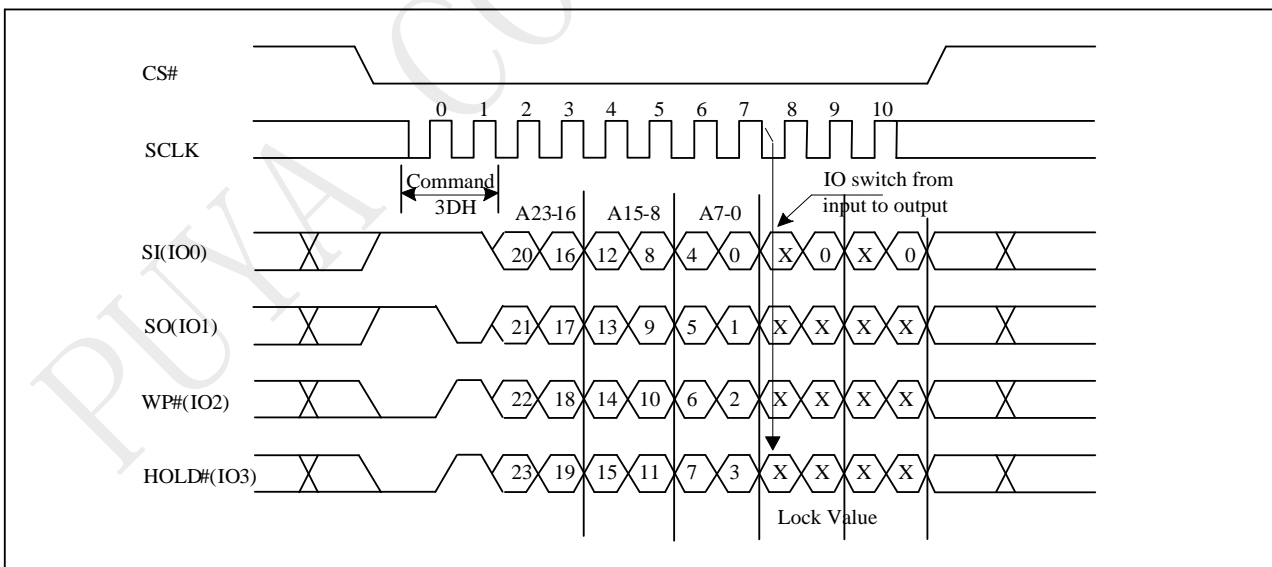 PUYA CO
CS#
0 1 2 3 4 5 6 7 8 9 10
SCLK
Command
3DH
IO switch from
input to output
A23-16 A15-8 A7-0
SI(IO0) 20 16 12 8 4 0 X 0 X 0
SO(IO1) 21 17 13 9 5 1 X X X X
WP#(IO2) 22 18 14 10 6 2 X X X X
HOLD#(IO3) 23 19 15 11 7 3 X X X X
Lock Value